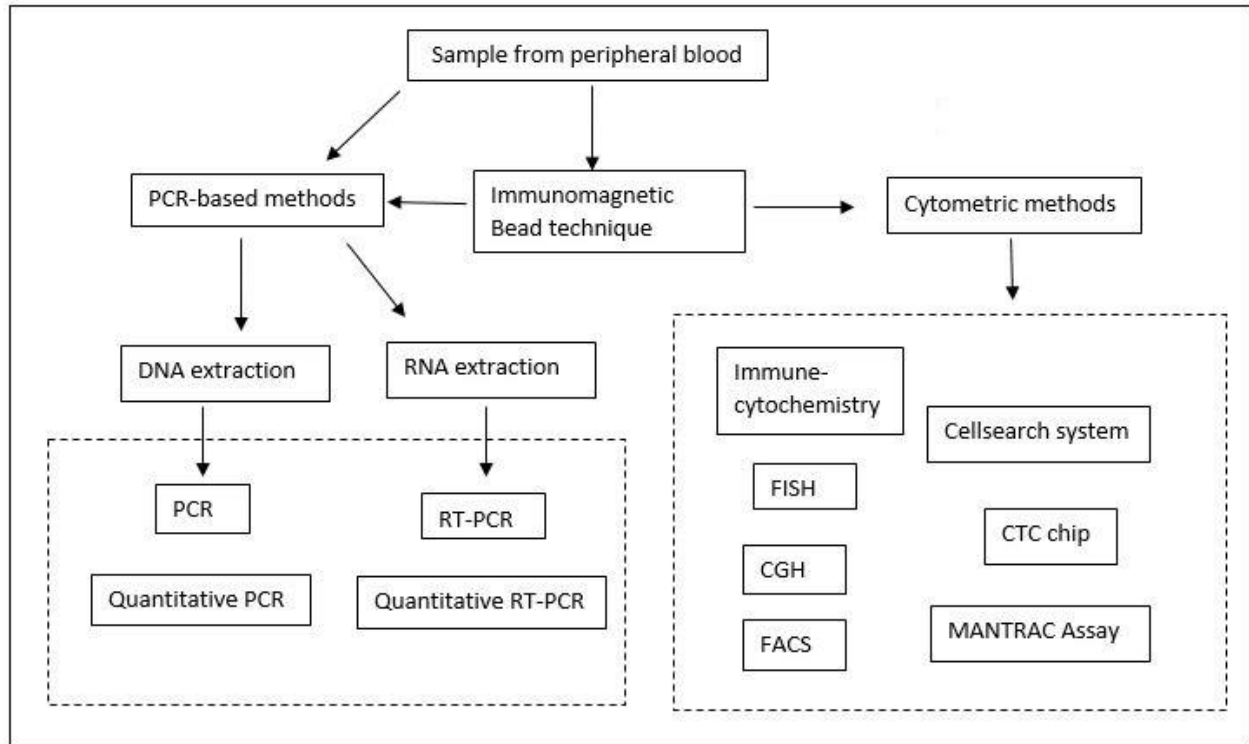 Sample from peripheral blood
PCR-based methods
Immunomagnetic
Bead technique
Cytometric methods
DNA extraction
RNA extraction
PCR
RT-PCR
Quantitative PCR
Quantitative RT-PCR
Immune-
cytochemistry
Cellsearch system
FISH
CTC chip
CGH
MANTRAC Assay
FACS